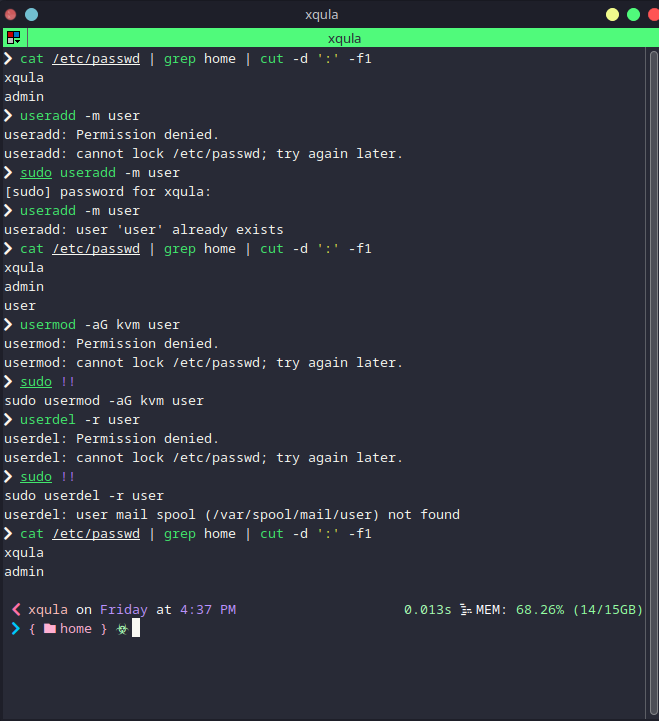 xqula
xqula
❯ cat /etc/passwd | grep home | cut -d ':' -f1
xqula
admin
❯ useradd -m user
useradd: Permission denied.
useradd: cannot lock /etc/passwd; try again later.
❯ sudo useradd -m user
[sudo] password for xqula:
❯ useradd -m user
useradd: user 'user' already exists
❯ cat /etc/passwd | grep home | cut -d ':' -f1
xqula
admin
user
❯ usermod -aG kvm user
usermod: Permission denied.
usermod: cannot lock /etc/passwd; try again later.
❯ sudo !!
sudo usermod -aG kvm user
❯ userdel -r user
userdel: Permission denied.
userdel: cannot lock /etc/passwd; try again later.
❯ sudo !!
sudo userdel -r user
userdel: user mail spool (/var/spool/mail/user) not found
❯ cat /etc/passwd | grep home | cut -d ':' -f1
xqula
admin
❮ xqula on Friday at 4:37 PM 0.013s MEM: 68.26% (14/15GB)
❯ { home } ☣